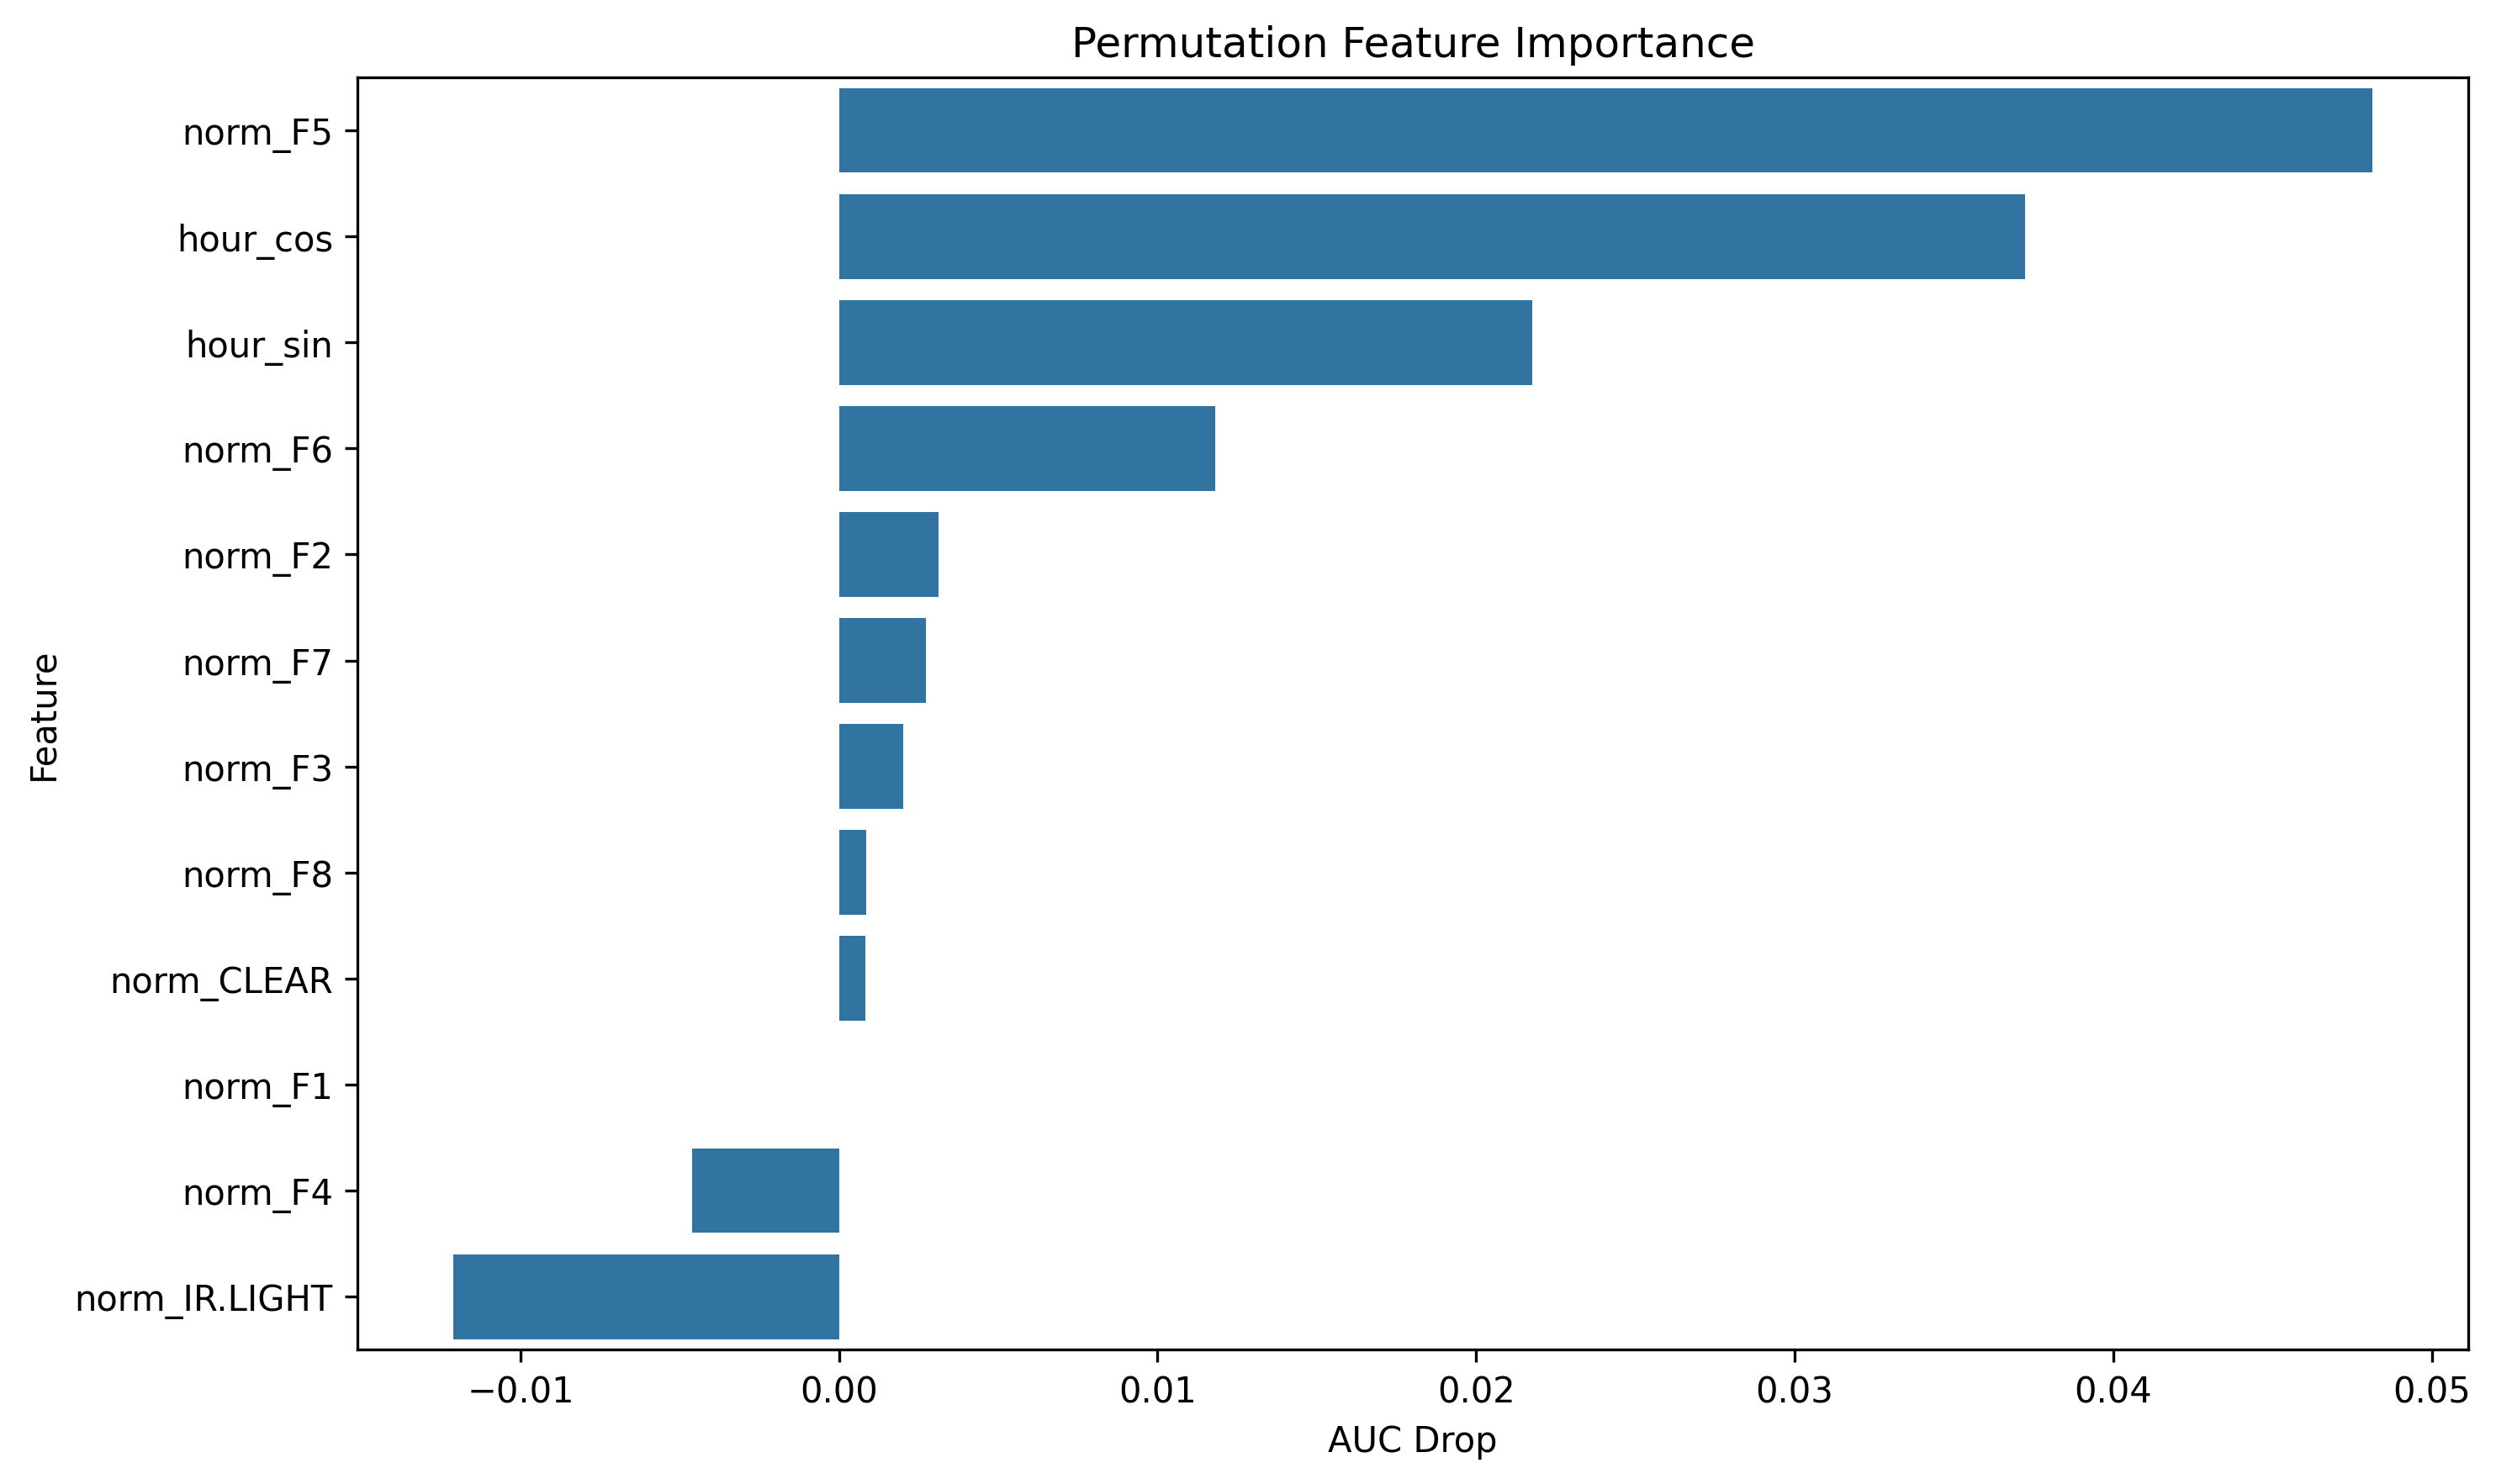 Permutation Feature Importance
norm_F5
hour_cos
hour_sin
norm_F6
norm_F2
norm_F7
norm_F3
norm_F8
norm_CLEAR
norm_F1
norm_F4
norm_IR.LIGHT
Feature
−0.01 0.00 0.01 0.02 0.03 0.04 0.05
AUC Drop